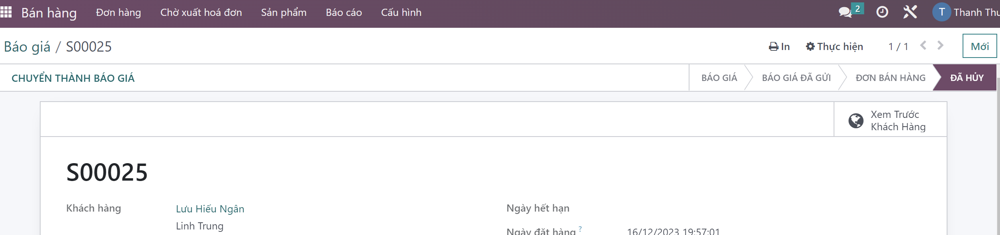 Bán hàng Đơn hàng Chờ xuất hoá đơn Sản phẩm Báo cáo Cấu hình 2 T Thanh Thu
Báo giá / S00025 In Thực hiện 1 / 1 Mới
CHUYỂN THÀNH BÁO GIÁ BÁO GIÁ BÁO GIÁ ĐÃ GỬI ĐƠN BÁN HÀNG ĐÃ HỦY
Xem Trước
Khách Hàng
S00025
Khách hàng Lưu Hiếu Ngân Ngày hết hạn
Linh Trung
Ngày đặt hàng ? 16/12/2023 19:57:01